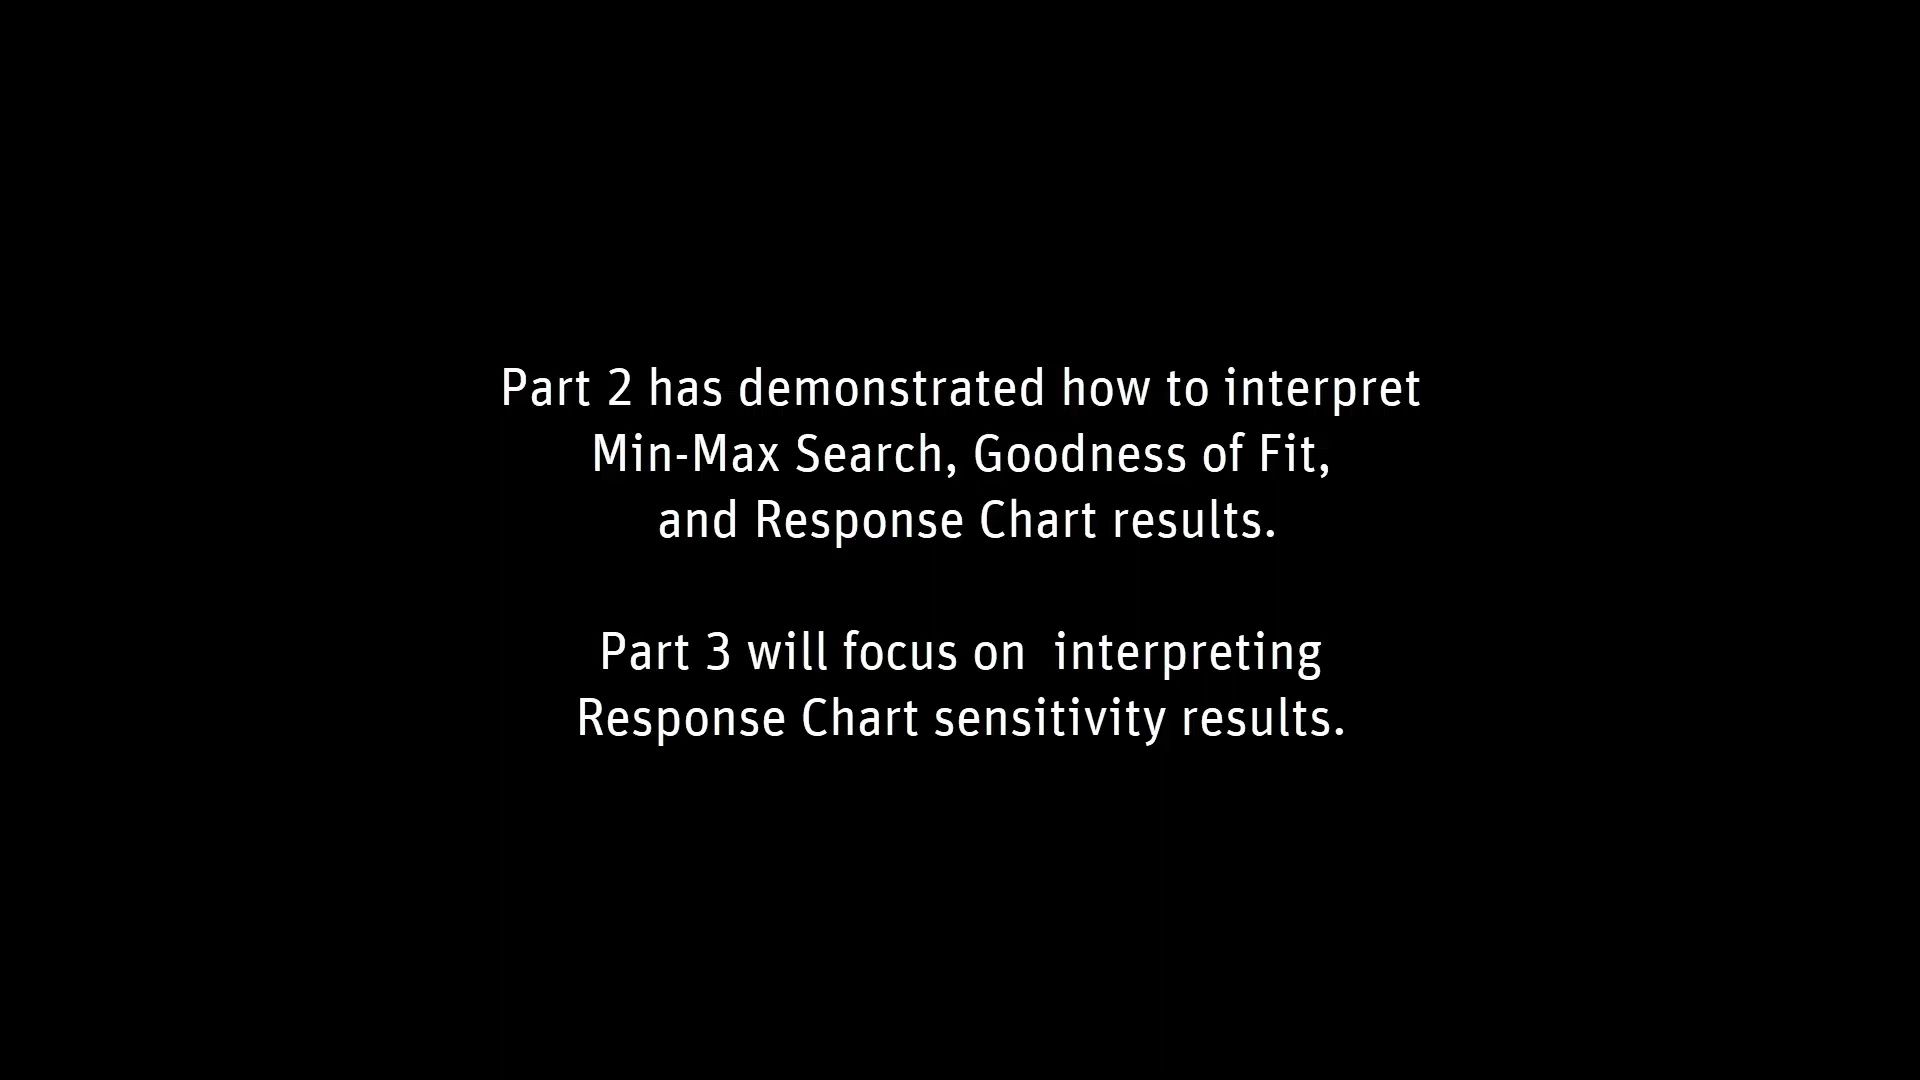 Part 2 has demonstrated how to interpret
Min-Max Search, Goodness of Fit,
and Response Chart results.
Part 3 will focus on  interpreting
Response Chart sensitivity results.